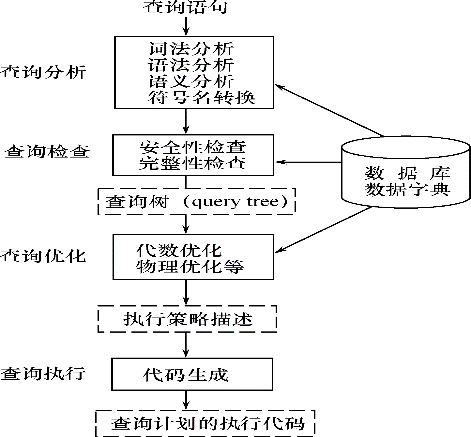 查询语句
查询分析
词法分析
语法分析
语义分析
符号名转换
查询检查
安全性检查
完整性检查
数 据 库
数据字典
查询树（query tree）
查询优化
代数优化
物理优化等
执行策略描述
查询执行
代码生成
查询计划的执行代码